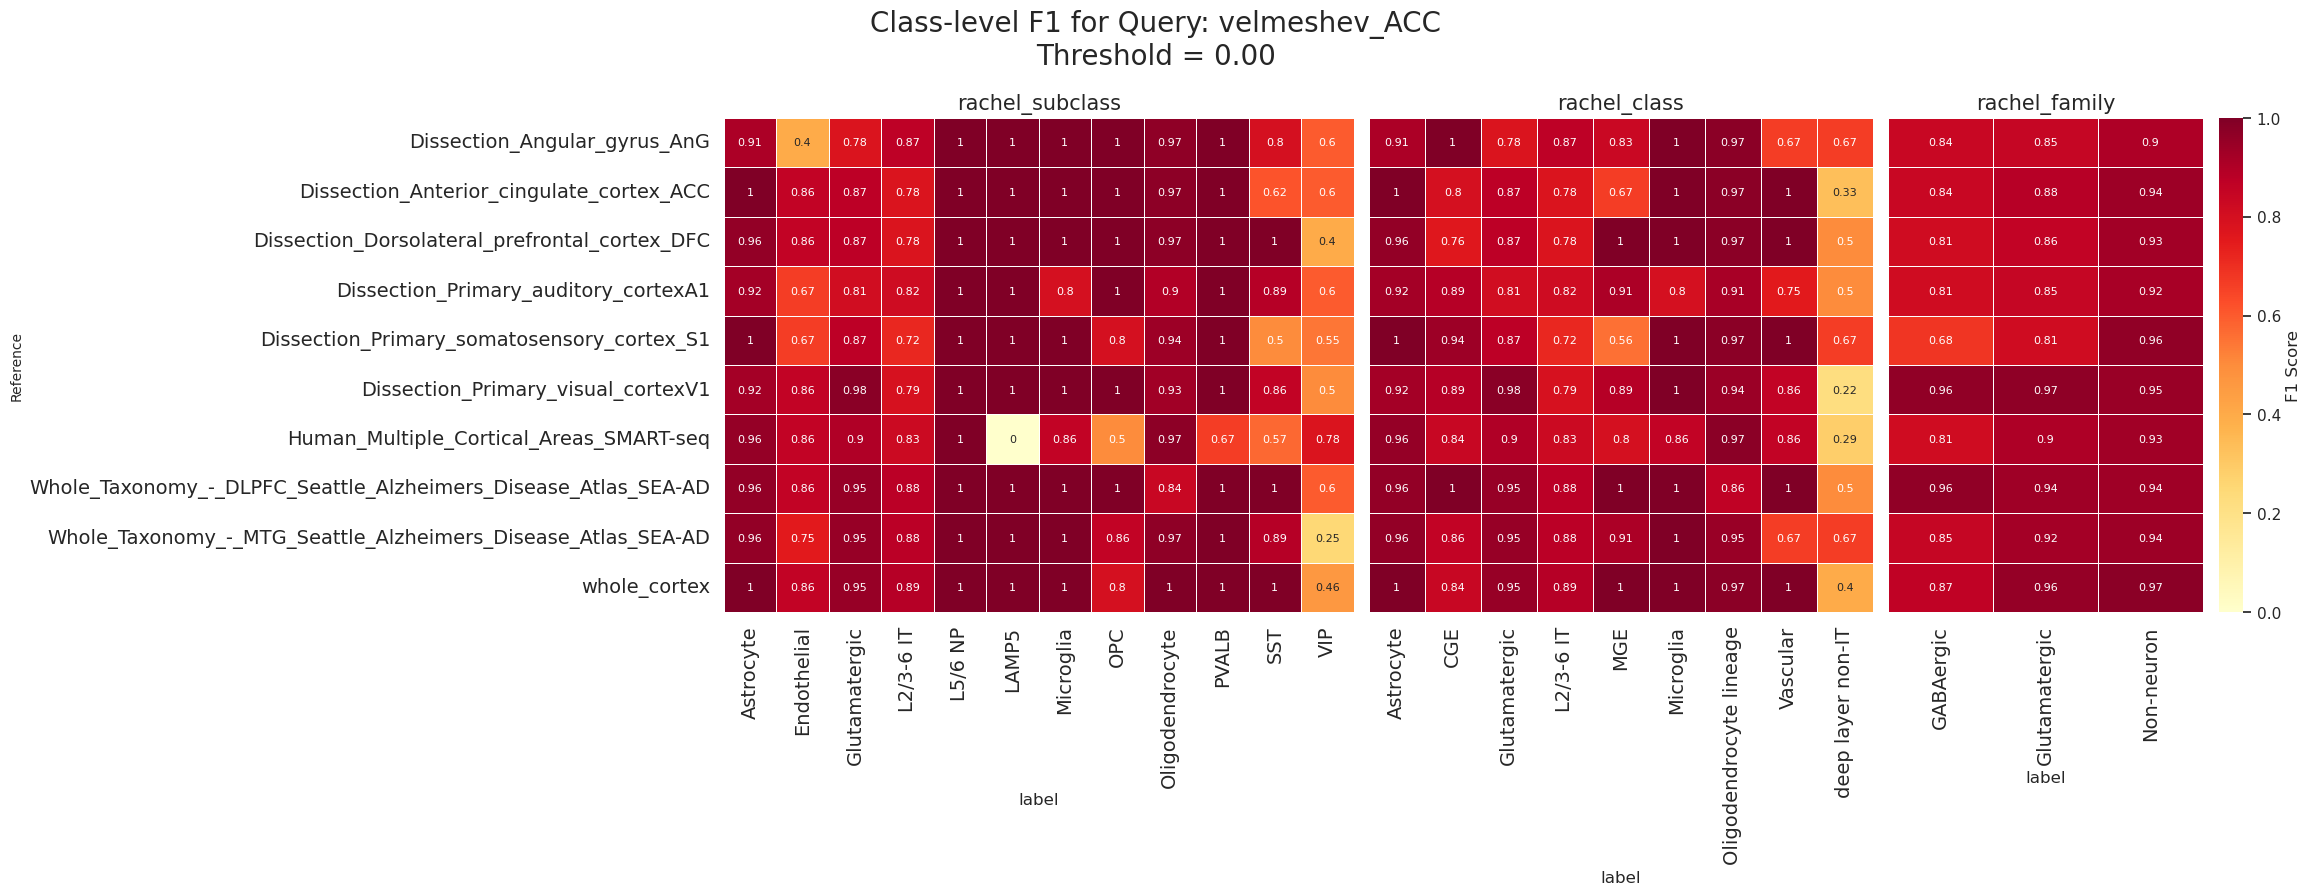 Class-level F1 for Query: velmeshev_ACC
Threshold = 0.00
rachel_subclass
rachel_class
rachel_family
Reference
Dissection_Angular_gyrus_AnG 0.91 0.4 0.78 0.87 1 1 1 1 0.97 1 0.8 0.6 0.91 1 0.78 0.87 0.83 1 0.97 0.67 0.67 0.84 0.85 0.9
Dissection_Anterior_cingulate_cortex_ACC 1 0.86 0.87 0.78 1 1 1 1 0.97 1 0.62 0.6 1 0.8 0.87 0.78 0.67 1 0.97 1 0.33 0.84 0.88 0.94
Dissection_Dorsolateral_prefrontal_cortex_DFC 0.96 0.86 0.87 0.78 1 1 1 1 0.97 1 1 0.4 0.96 0.76 0.87 0.78 1 1 0.97 1 0.5 0.81 0.86 0.93
Dissection_Primary_auditory_cortexA1 0.92 0.67 0.81 0.82 1 1 0.8 1 0.9 1 0.89 0.6 0.92 0.89 0.81 0.82 0.91 0.8 0.91 0.75 0.5 0.81 0.85 0.92
Dissection_Primary_somatosensory_cortex_S1 1 0.67 0.87 0.72 1 1 1 0.8 0.94 1 0.5 0.55 1 0.94 0.87 0.72 0.56 1 0.97 1 0.67 0.68 0.81 0.96
Dissection_Primary_visual_cortexV1 0.92 0.86 0.98 0.79 1 1 1 1 0.93 1 0.86 0.5 0.92 0.89 0.98 0.79 0.89 1 0.94 0.86 0.22 0.96 0.97 0.95
Human_Multiple_Cortical_Areas_SMART-seq 0.96 0.86 0.9 0.83 1 0 0.86 0.5 0.97 0.67 0.57 0.78 0.96 0.84 0.9 0.83 0.8 0.86 0.97 0.86 0.29 0.81 0.9 0.93
Whole_Taxonomy_-_DLPFC_Seattle_Alzheimers_Disease_Atlas_SEA-AD 0.96 0.86 0.95 0.88 1 1 1 1 0.84 1 1 0.6 0.96 1 0.95 0.88 1 1 0.86 1 0.5 0.96 0.94 0.94
Whole_Taxonomy_-_MTG_Seattle_Alzheimers_Disease_Atlas_SEA-AD 0.96 0.75 0.95 0.88 1 1 1 0.86 0.97 1 0.89 0.25 0.96 0.86 0.95 0.88 0.91 1 0.95 0.67 0.67 0.85 0.92 0.94
whole_cortex 1 0.86 0.95 0.89 1 1 1 0.8 1 1 1 0.46 1 0.84 0.95 0.89 1 1 0.97 1 0.4 0.87 0.96 0.97
Astrocyte
Endothelial
Glutamatergic
L2/3-6 IT
L5/6 NP
LAMP5
Microglia
OPC
Oligodendrocyte
PVALB
SST
VIP
label
Astrocyte
CGE
Glutamatergic
L2/3-6 IT
MGE
Microglia
Oligodendrocyte lineage
Vascular
deep layer non-IT
label
GABAergic
Glutamatergic
Non-neuron
label
1.0
0.8
0.6
0.4
0.2
0.0
F1 Score